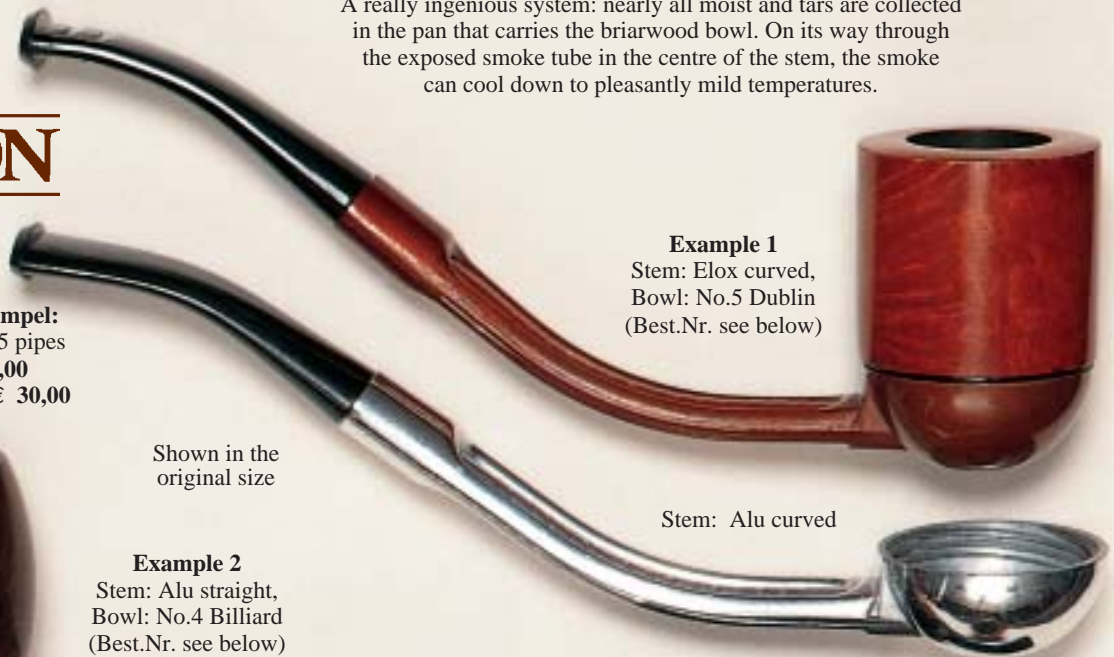 A really ingenious system: nearly all moist and tars are collected
in the pan that carries the briarwood bowl. On its way through
the exposed smoke tube in the centre of the stem, the smoke
can cool down to pleasantly mild temperatures.
ON
Example 1
Stem: Elox curved,
Bowl: No.5 Dublin
(Best.Nr. see below)
mpel:
5 pipes
,00
€ 30,00
Shown in the
original size
Stem: Alu curved
Example 2
Stem: Alu straight,
Bowl: No.4 Billiard
(Best.Nr. see below)